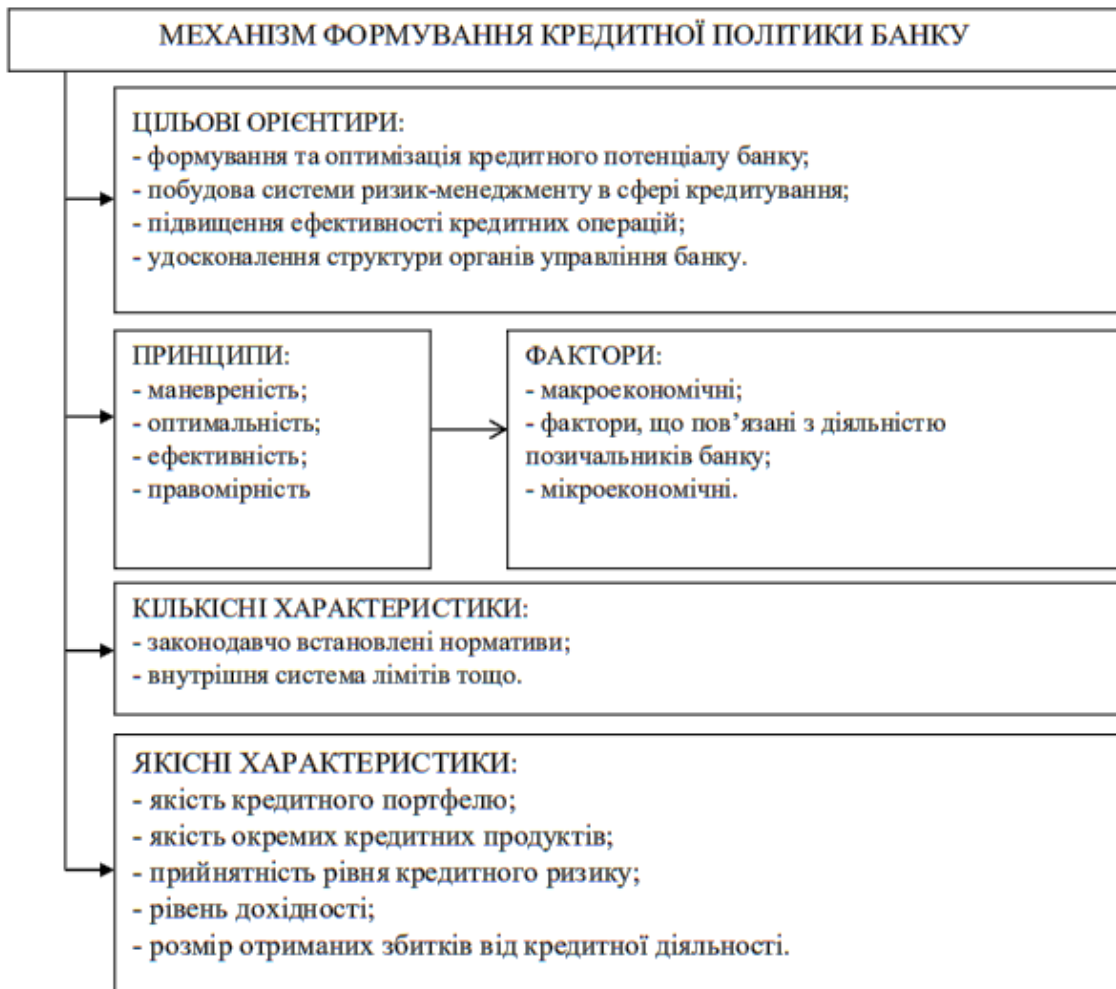 МЕХАНІЗМ ФОРМУВАННЯ КРЕДИТНОЇ ПОЛІТИКИ БАНКУ
ЦІЛЬОВІ ОРІЄНТИРИ:
- формування та оптимізація кредитного потенціалу банку;
- побудова системи ризик-менеджменту в сфері кредитування;
- підвищення ефективності кредитних операцій;
- удосконалення структури органів управління банку.
ПРИНЦИПИ:
- маневреність;
- оптимальність;
- ефективність;
- правомірність
ФАКТОРИ:
- макроекономічні;
- фактори, що пов’язані з діяльністю
позичальників банку;
- мікроекономічні.
КІЛЬКІСНІ ХАРАКТЕРИСТИКИ:
- законодавчо встановлені нормативи;
- внутрішня система лімітів тощо.
ЯКІСНІ ХАРАКТЕРИСТИКИ:
- якість кредитного портфелю;
- якість окремих кредитних продуктів;
- прийнятність рівня кредитного ризику;
- рівень дохідності;
- розмір отриманих збитків від кредитної діяльності.